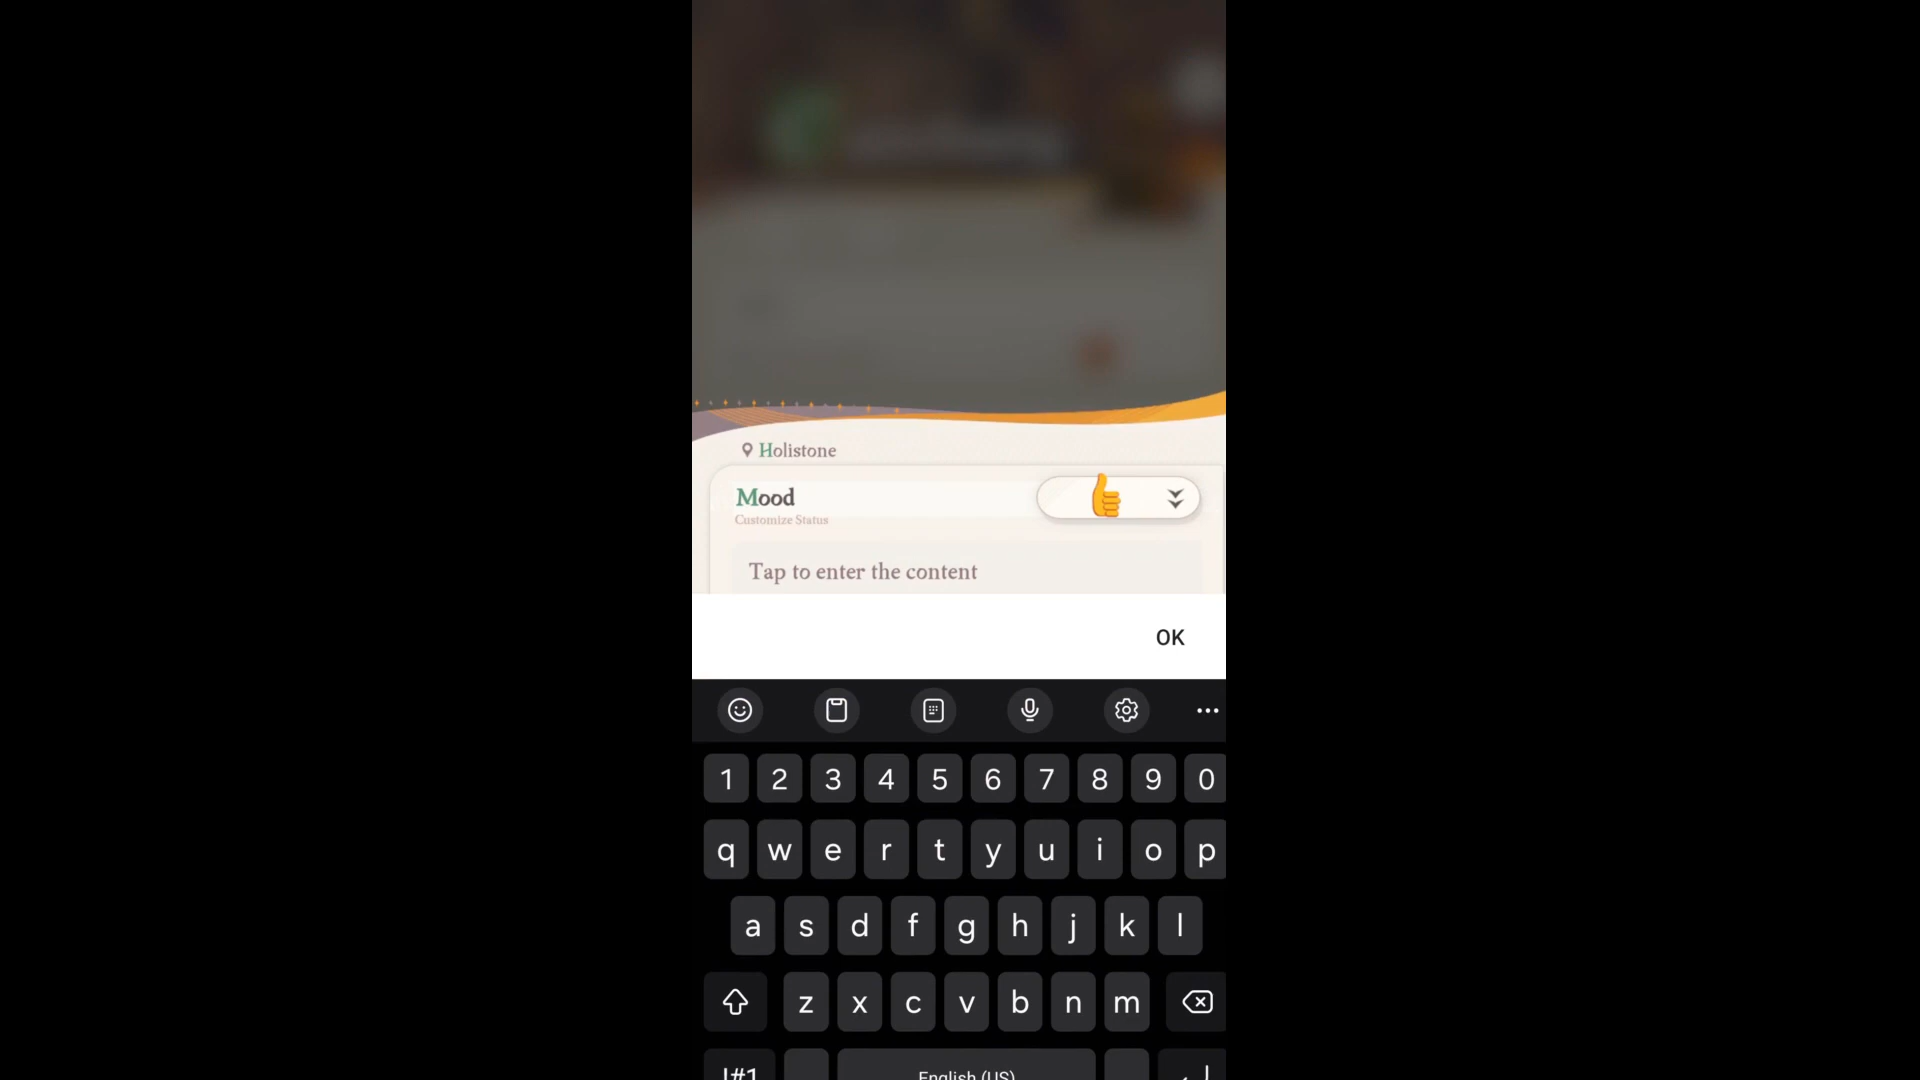 Holistone
Mood
Customize Status
Tap to enter the content
OK
1 2 3 4 5 6 7 8 9 0
q w e r t y u i o p
a s d f g h j k l
z x c v b n m
!#1 English (US)